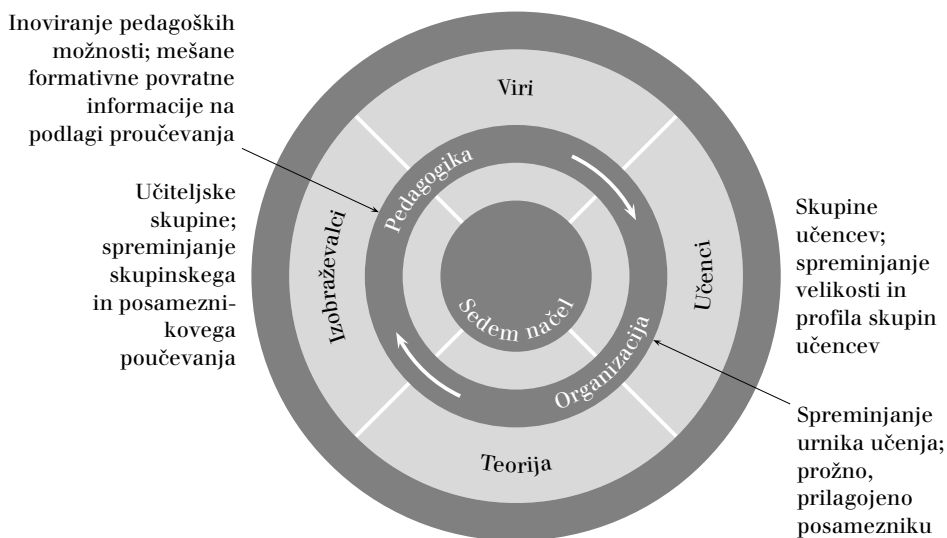 Inoviranje pedagoških
možnosti; mešane
formativne povratne
informacije na
podlagi proučevanja
Učiteljske
skupine;
spreminjanje
skupinskega
in posamezni-
kovega
poučevanja
Viri
Pedagogika
Izobraževalci
Sedem načel
Učenci
Organizacija
Teorija
Skupine
učencev;
spreminjanje
velikosti in
profila skupin
učencev
Spreminjanje
urnika učenja;
prožno,
prilagojeno
posamezniku